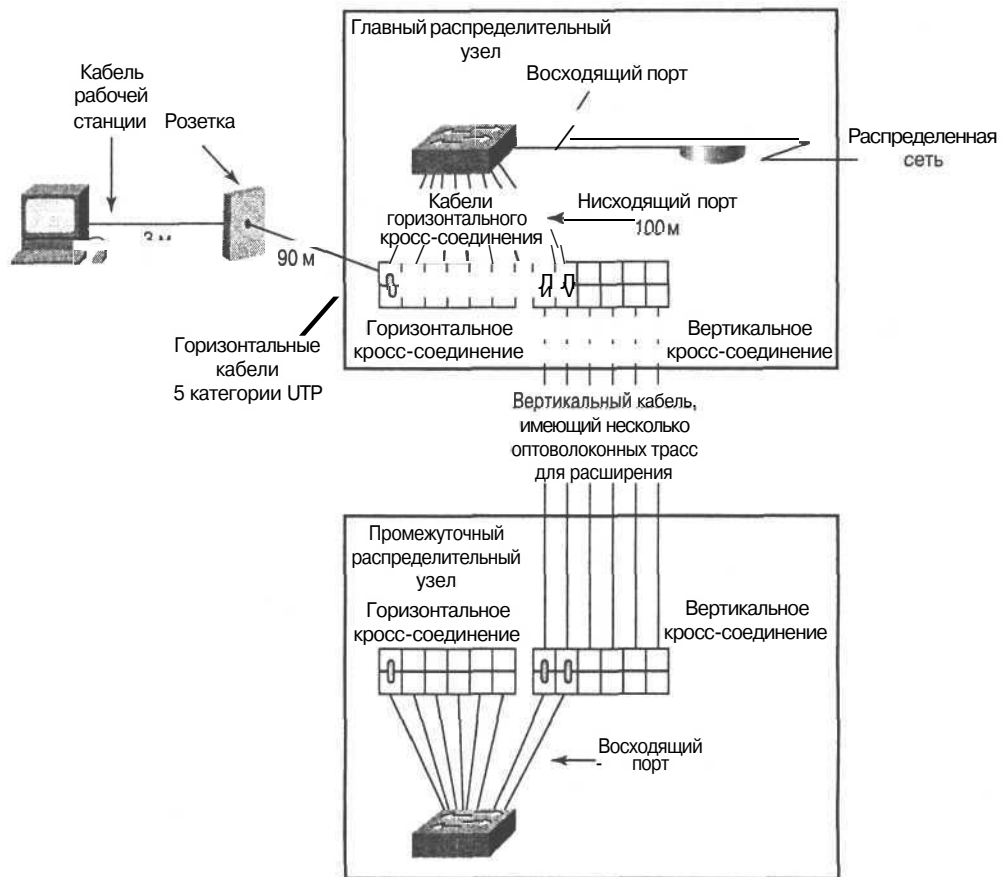 Главный распределительный
узел
Восходящий порт
Кабель
рабочей
станции
Розетка
Распределенная
сеть
Кабели
горизонтального
кросс-соединения
Нисходящий порт
100 м
3 м
90 м
Горизонтальное
кросс-соединение
Вертикальное
кросс-соединение
Горизонтальные
кабели
5 категории UTP
Вертикальный кабель,
имеющий несколько
оптоволоконных трасс
для расширения
Промежуточный
распределительный
узел
Горизонтальное
кросс-соединение
Вертикальное
кросс-соединение
Восходящий
порт